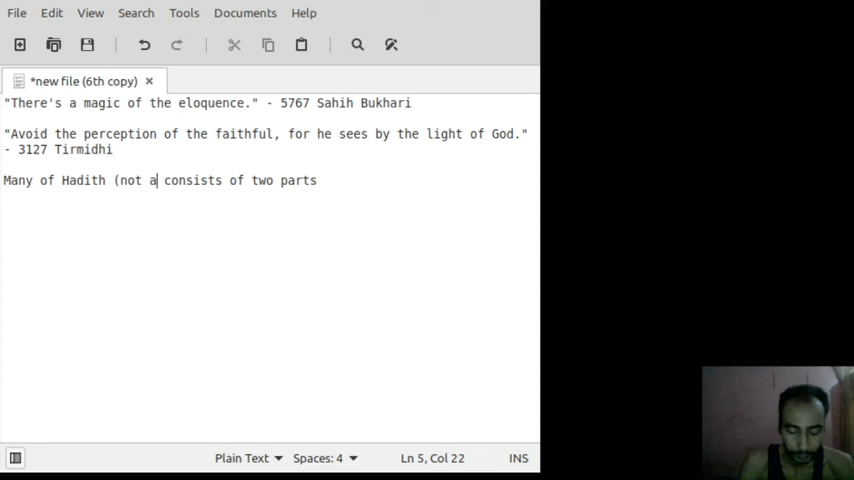 File Edit View Search Tools Documents Help
*new file (6th copy) ×
"There's a magic of the eloquence." - 5767 Sahih Bukhari
"Avoid the perception of the faithful, for he sees by the light of God."
- 3127 Tirmidhi
Many of Hadith (not a consists of two parts
Plain Text Spaces: 4 Ln 5, Col 22 INS